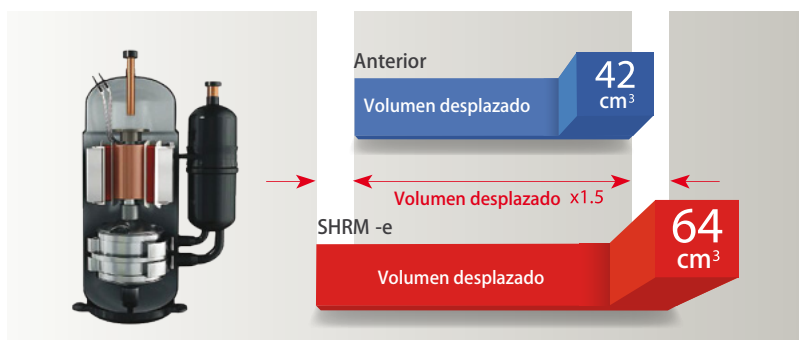 Anterior
Volumen desplazado
42
cm³
Volumen desplazado x1.5
SHRM -e
Volumen desplazado
64
cm³